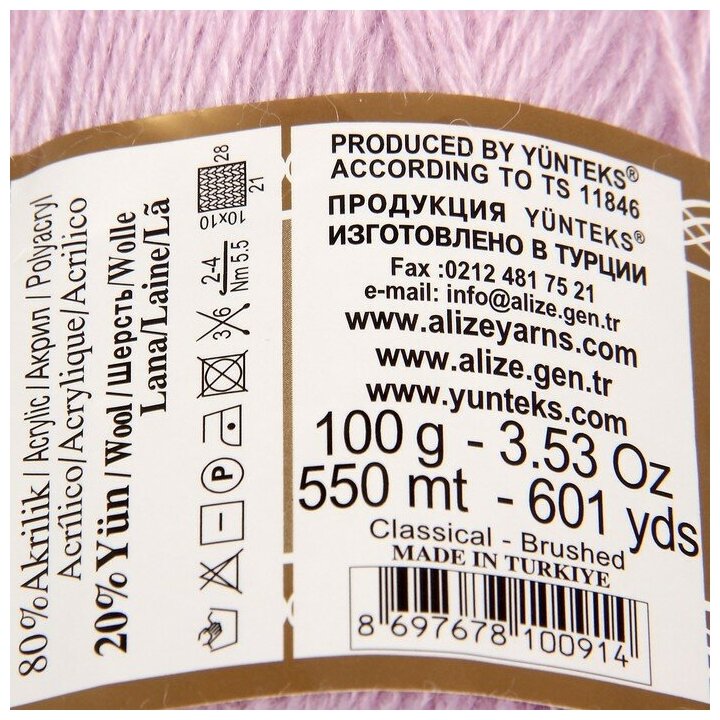 PRODUCED BY YÜNTEKS®
ACCORDING TO TS 11846
ПРОДУКЦИЯ YÜNTEKS®
ИЗГОТОВЛЕНО В ТУРЦИИ
Fax :0212 481 75 21
e-mail: info@alize.gen.tr
www.alizeyarns.com
www.alize.gen.tr
www.yunteks.com
100 g - 3.53 Oz
550 mt - 601 yds
Classical - Brushed
MADE IN TURKIYE
8 697678 100914
80%Akrilik / Acrylic / Акрил / Polyacryl
Acrílico/Acrylique/Acrilico
20%Yün/Wool/Шерсть/Wolle
Lana/Laine/Lã
28
21
10x10
2-4
Nm 5.5
3 6
P